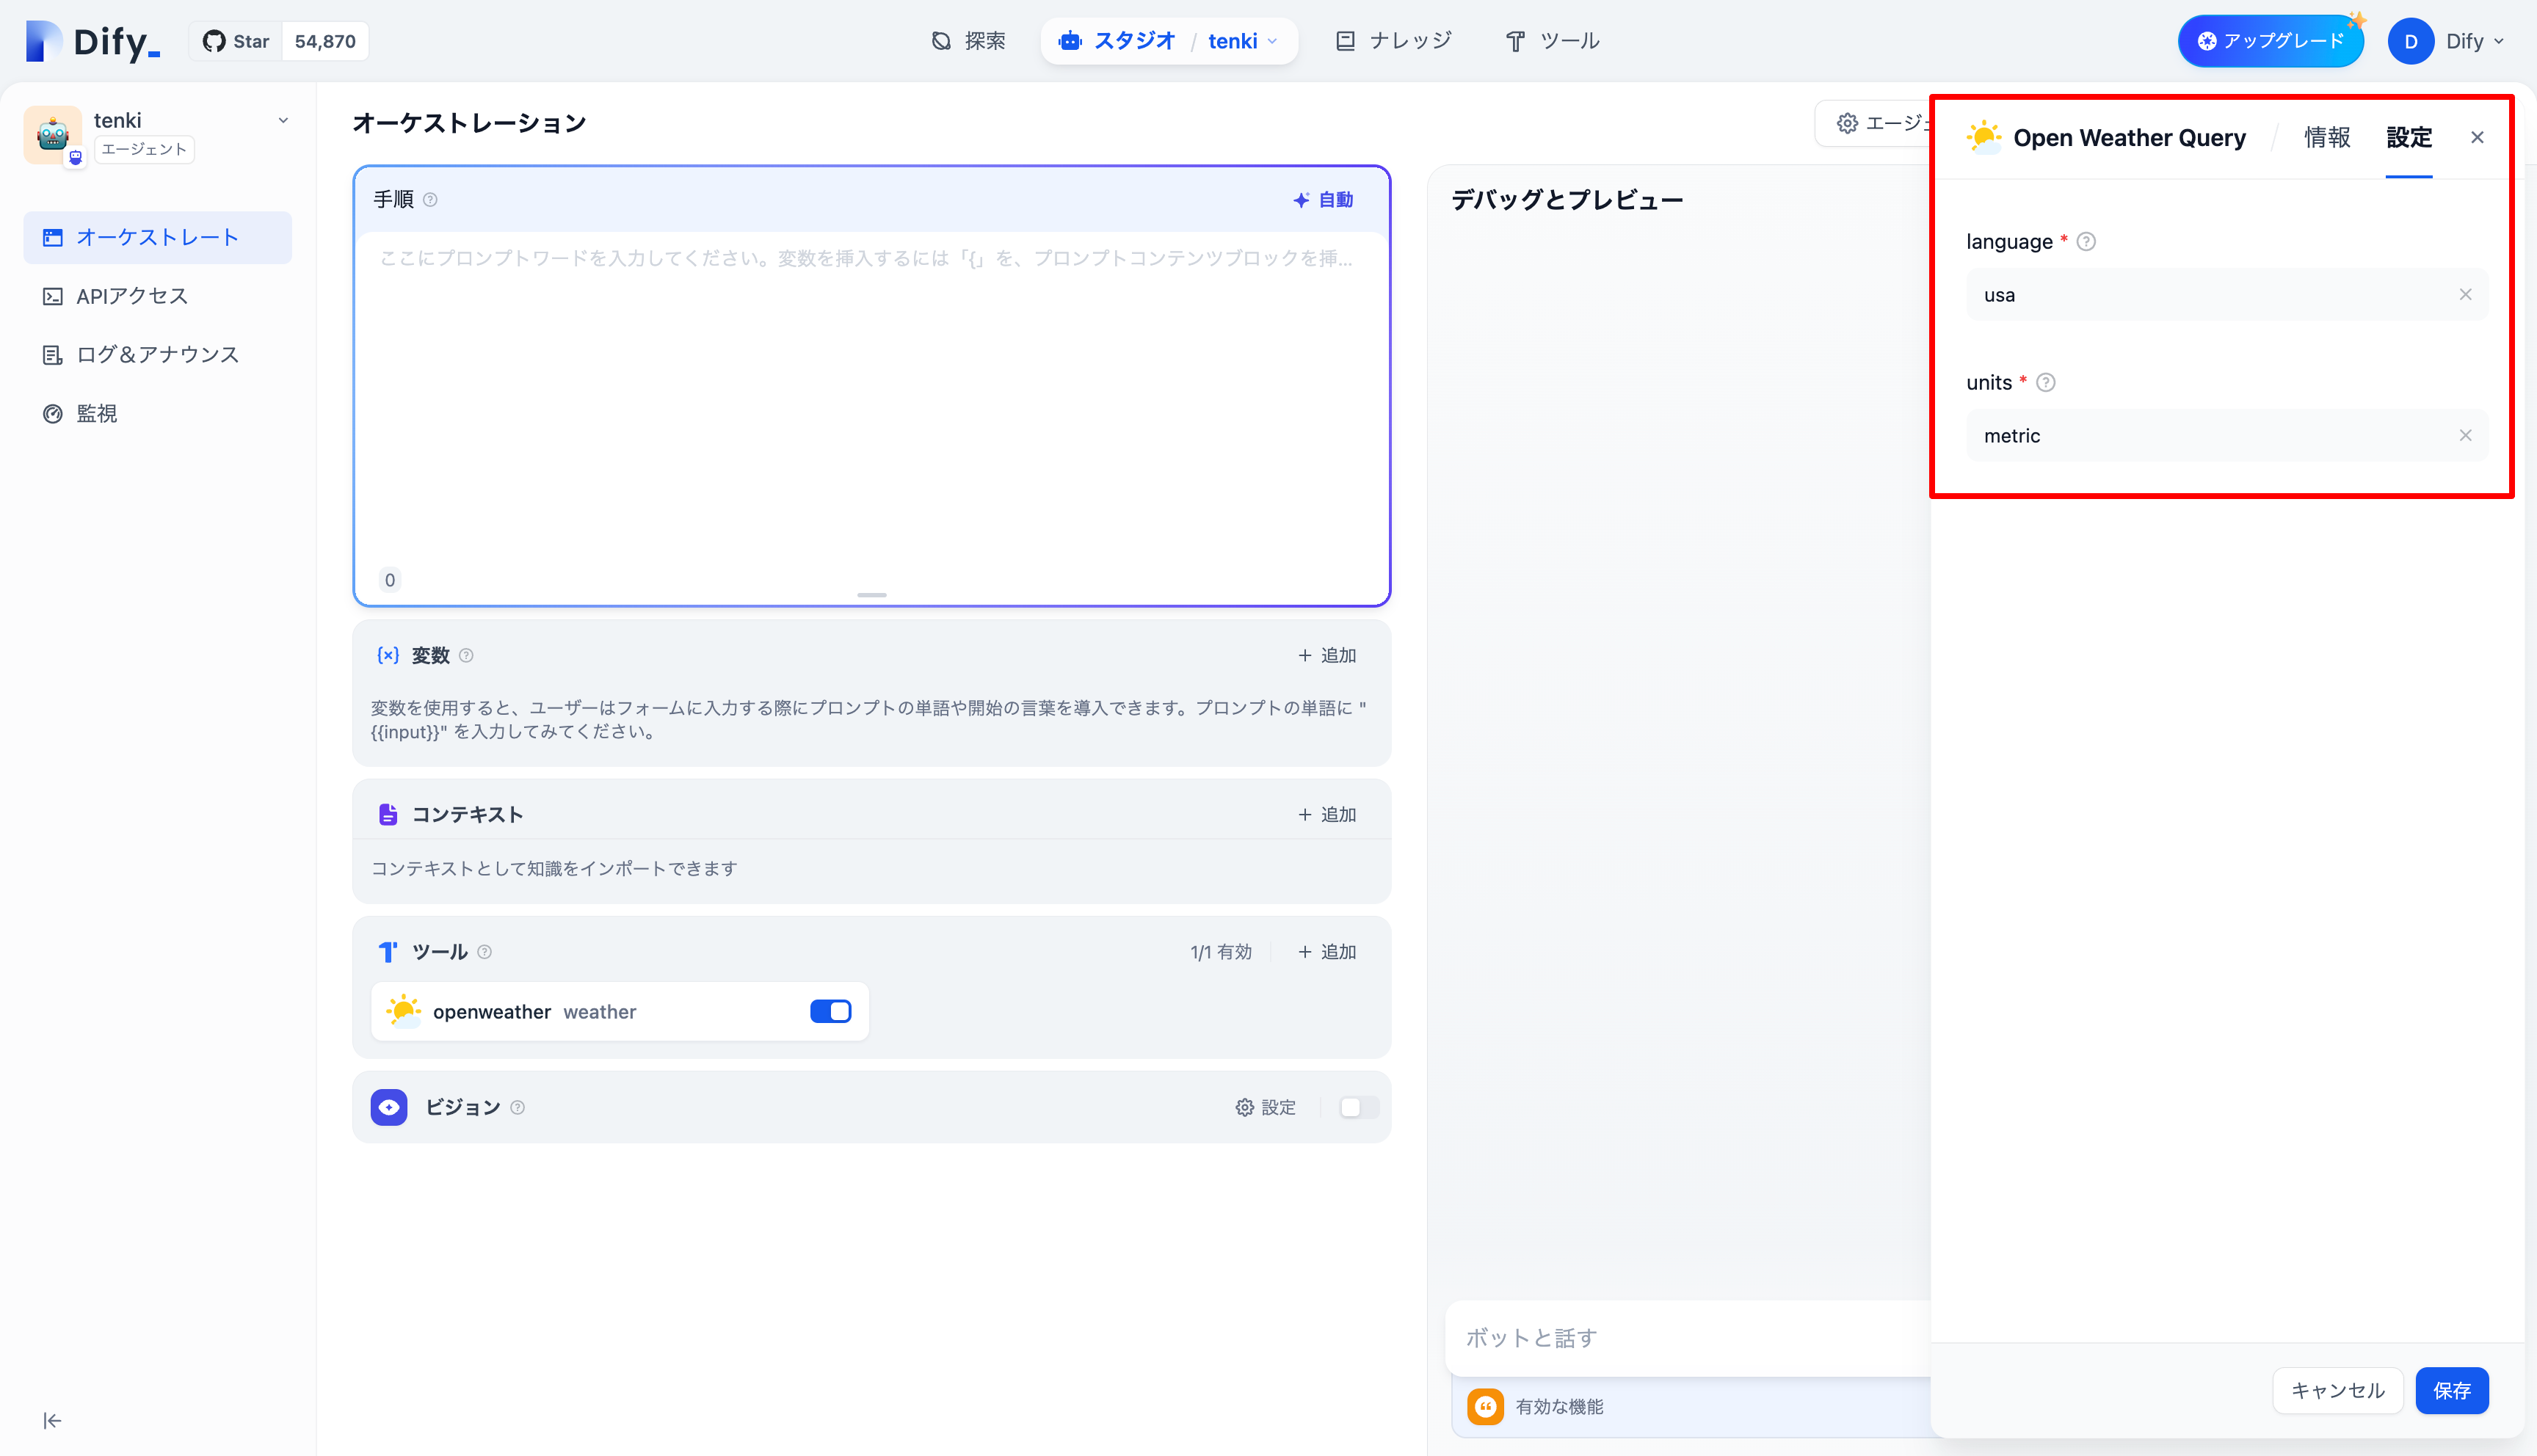 Dify_
Star 54,870
探索
スタジオ / tenki
ナレッジ
ツール
アップグレード
D Dify
tenki
エージェント
オーケストレート
APIアクセス
ログ＆アナウンス
監視
オーケストレーション
手順
自動
ここにプロンプトワードを入力してください。変数を挿入するには「{」を、プロンプトコンテンツブロックを挿...
0
変数
+ 追加
変数を使用すると、ユーザーはフォームに入力する際にプロンプトの単語や開始の言葉を導入できます。プロンプトの単語に "
{{input}}" を入力してみてください。
コンテキスト
+ 追加
コンテキストとして知識をインポートできます
ツール
1/1 有効
+ 追加
openweather weather
ビジョン
設定
エージェ
デバッグとプレビュー
ボットと話す
有効な機能
Open Weather Query / 情報 設定
language *
usa
units *
metric
キャンセル
保存